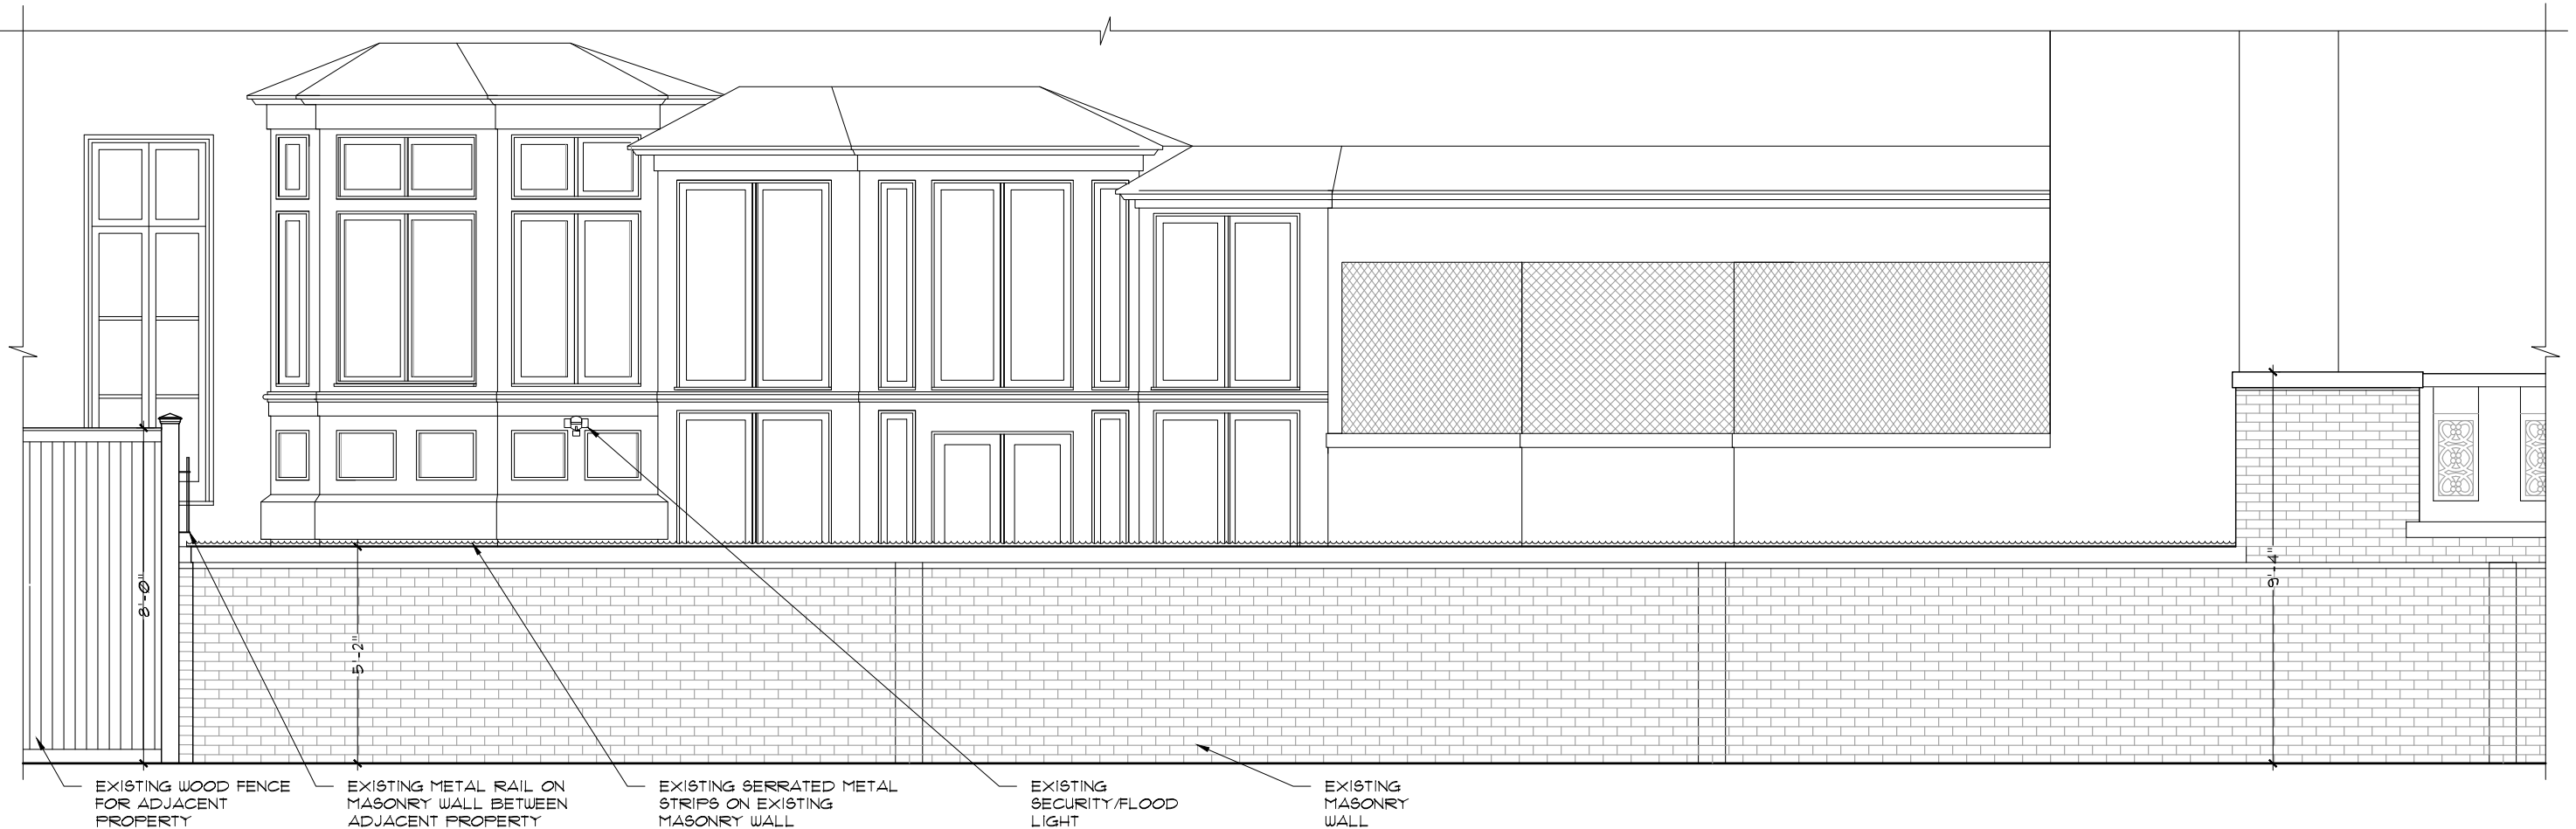 8'-0"
5'-2"
9'-4"
EXISTING WOOD FENCE
FOR ADJACENT
PROPERTY
EXISTING METAL RAIL ON
MASONRY WALL BETWEEN
ADJACENT PROPERTY
EXISTING SERRATED METAL
STRIPS ON EXISTING
MASONRY WALL
EXISTING
SECURITY/FLOOD
LIGHT
EXISTING
MASONRY
WALL